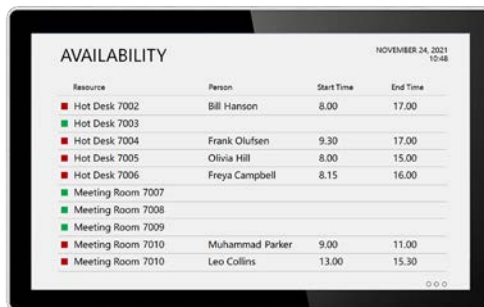 AVAILABILITY
NOVEMBER 24, 2021
10:48
Resource Person Start Time End Time
Hot Desk 7002 Bill Hanson 8.00 17.00
Hot Desk 7003
Hot Desk 7004 Frank Olufsen 9.30 17.00
Hot Desk 7005 Olivia Hill 8.00 15.00
Hot Desk 7006 Freya Campbell 8.15 16.00
Meeting Room 7007
Meeting Room 7008
Meeting Room 7009
Meeting Room 7010 Muhammad Parker 9.00 11.00
Meeting Room 7010 Leo Collins 13.00 15.30